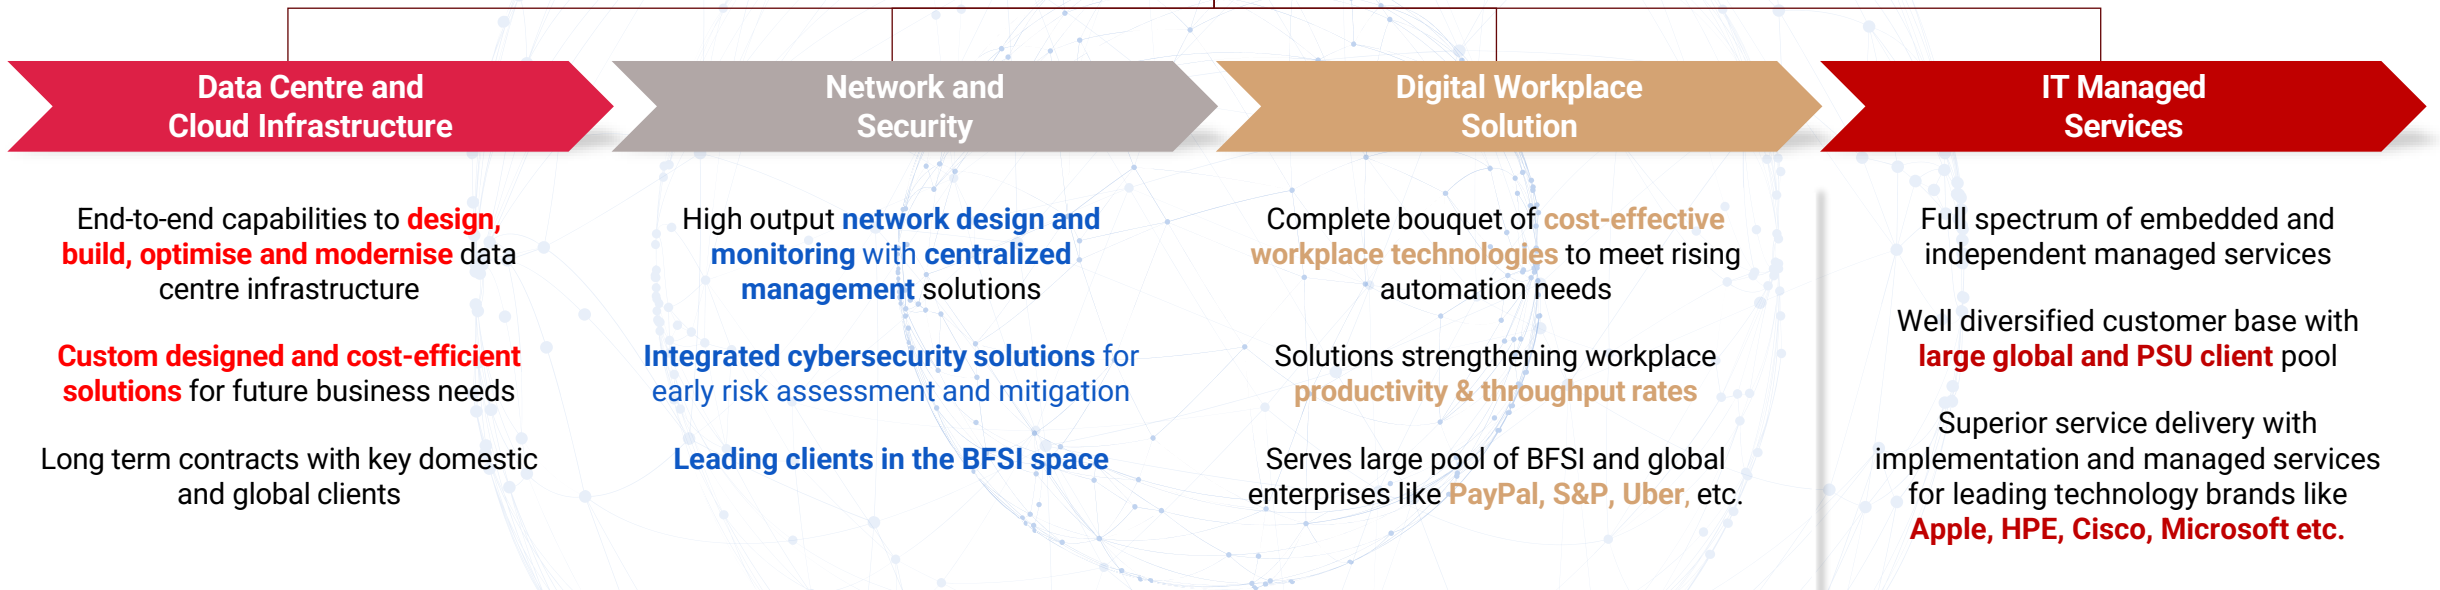 Data Centre and
Cloud Infrastructure
End-to-end capabilities to design,
build, optimise and modernise data
centre infrastructure
Custom designed and cost-efficient
solutions for future business needs
Long term contracts with key domestic
and global clients
Network and
Security
High output network design and
monitoring with centralized
management solutions
Integrated cybersecurity solutions for
early risk assessment and mitigation
Leading clients in the BFSI space
Digital Workplace
Solution
Complete bouquet of cost-effective
workplace technologies to meet rising
automation needs
Solutions strengthening workplace
productivity & throughput rates
Serves large pool of BFSI and global
enterprises like PayPal, S&P, Uber, etc.
IT Managed
Services
Full spectrum of embedded and
independent managed services
Well diversified customer base with
large global and PSU client pool
Superior service delivery with
implementation and managed services
for leading technology brands like
Apple, HPE, Cisco, Microsoft etc.